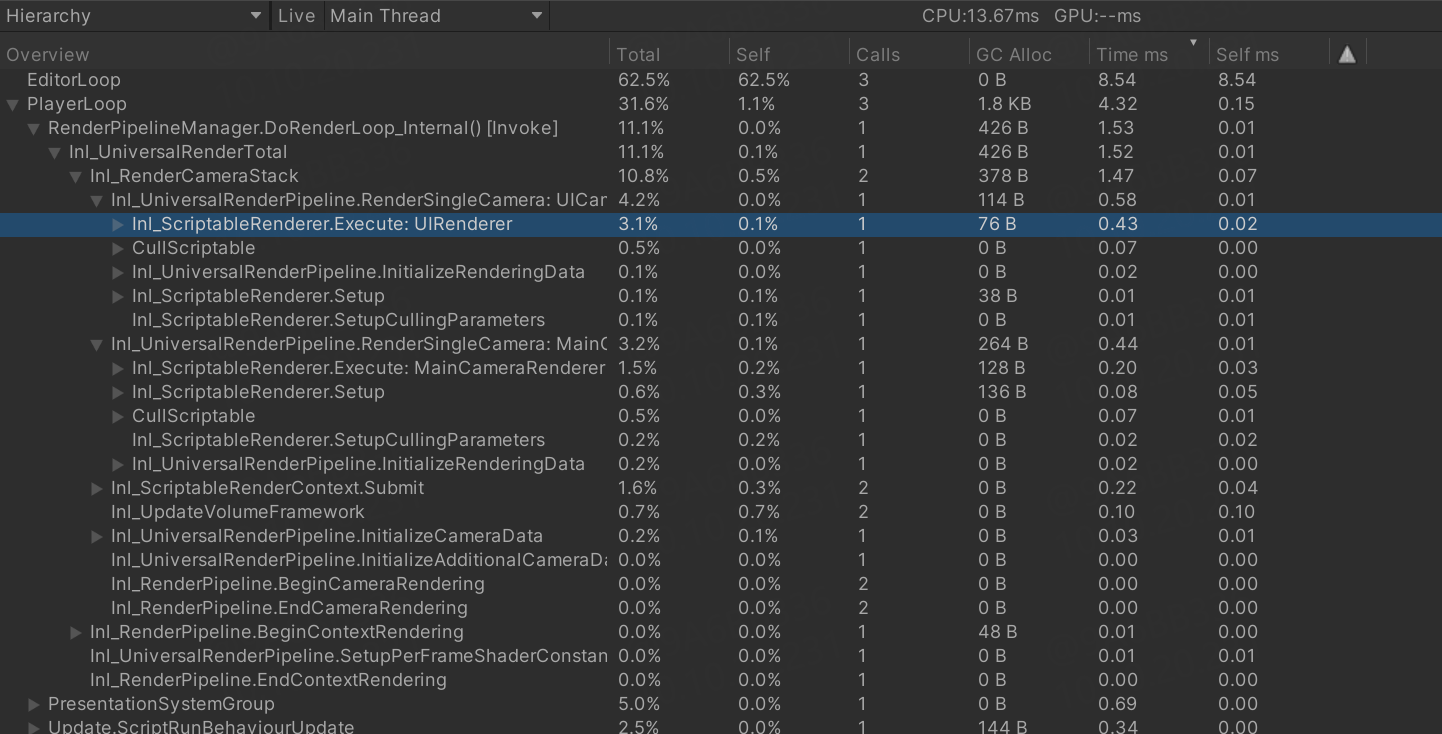 Hierarchy Live Main Thread CPU:13.67ms GPU:--ms
Overview Total Self Calls GC Alloc Time ms Self ms
EditorLoop 62.5% 62.5% 3 0 B 8.54 8.54
PlayerLoop 31.6% 1.1% 3 1.8 KB 4.32 0.15
RenderPipelineManager.DoRenderLoop_Internal() [Invoke] 11.1% 0.0% 1 426 B 1.53 0.01
Inl_UniversalRenderTotal 11.1% 0.1% 1 426 B 1.52 0.01
Inl_RenderCameraStack 10.8% 0.5% 2 378 B 1.47 0.07
Inl_UniversalRenderPipeline.RenderSingleCamera: UICar 4.2% 0.0% 1 114 B 0.58 0.01
Inl_ScriptableRenderer.Execute: UIRenderer 3.1% 0.1% 1 76 B 0.43 0.02
CullScriptable 0.5% 0.0% 1 0 B 0.07 0.00
Inl_UniversalRenderPipeline.InitializeRenderingData 0.1% 0.0% 1 0 B 0.02 0.00
Inl_ScriptableRenderer.Setup 0.1% 0.1% 1 38 B 0.01 0.01
Inl_ScriptableRenderer.SetupCullingParameters 0.1% 0.1% 1 0 B 0.01 0.01
Inl_UniversalRenderPipeline.RenderSingleCamera: MainC 3.2% 0.1% 1 264 B 0.44 0.01
Inl_ScriptableRenderer.Execute: MainCameraRenderer 1.5% 0.2% 1 128 B 0.20 0.03
Inl_ScriptableRenderer.Setup 0.6% 0.3% 1 136 B 0.08 0.05
CullScriptable 0.5% 0.0% 1 0 B 0.07 0.01
Inl_ScriptableRenderer.SetupCullingParameters 0.2% 0.2% 1 0 B 0.02 0.02
Inl_UniversalRenderPipeline.InitializeRenderingData 0.2% 0.0% 1 0 B 0.02 0.00
Inl_ScriptableRenderContext.Submit 1.6% 0.3% 2 0 B 0.22 0.04
Inl_UpdateVolumeFramework 0.7% 0.7% 2 0 B 0.10 0.10
Inl_UniversalRenderPipeline.InitializeCameraData 0.2% 0.1% 1 0 B 0.03 0.01
Inl_UniversalRenderPipeline.InitializeAdditionalCameraDa 0.0% 0.0% 1 0 B 0.00 0.00
Inl_RenderPipeline.BeginCameraRendering 0.0% 0.0% 2 0 B 0.00 0.00
Inl_RenderPipeline.EndCameraRendering 0.0% 0.0% 2 0 B 0.00 0.00
Inl_RenderPipeline.BeginContextRendering 0.0% 0.0% 1 48 B 0.01 0.00
Inl_UniversalRenderPipeline.SetupPerFrameShaderConstan 0.0% 0.0% 1 0 B 0.01 0.01
Inl_RenderPipeline.EndContextRendering 0.0% 0.0% 1 0 B 0.00 0.00
PresentationSystemGroup 5.0% 0.0% 1 0 B 0.69 0.00
Update.ScriptRunBehaviourUpdate 2.5% 0.0% 1 144 B 0.34 0.00